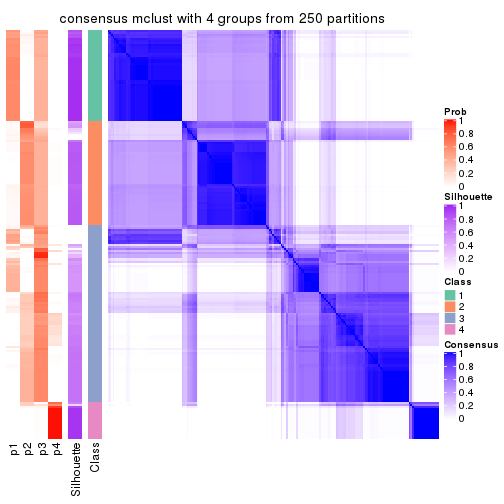 consensus mclust with 4 groups from 250 partitions
Prob
1
0.8
0.6
0.4
0.2
0
Silhouette
1
0.8
0.6
0.4
0.2
0
Class
1
2
3
4
Consensus
1
0.8
0.6
0.4
0.2
0
p1
p2
p3
p4
Silhouette
Class